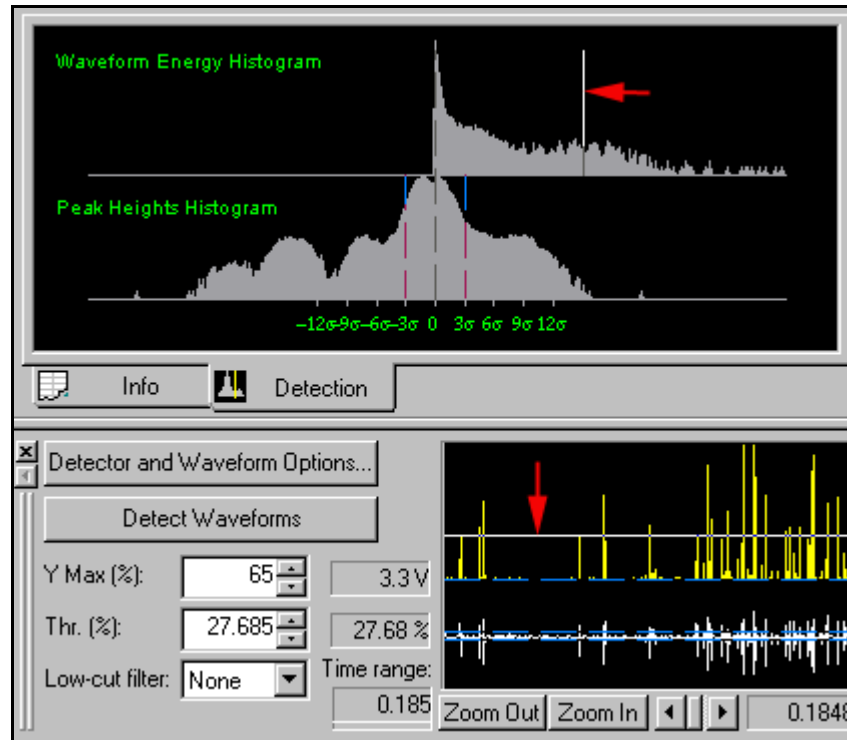 Waveform Energy Histogram
Peak Heights Histogram
−12σ−9σ−6σ−3σ 0 3σ 6σ 9σ 12σ
Info
Detection
Detector and Waveform Options...
Detect Waveforms
Y Max (%): 65 3.3 V
Thr. (%): 27.685 27.68 %
Low-cut filter: None
Time range:
0.185
Zoom Out Zoom In 0.1848